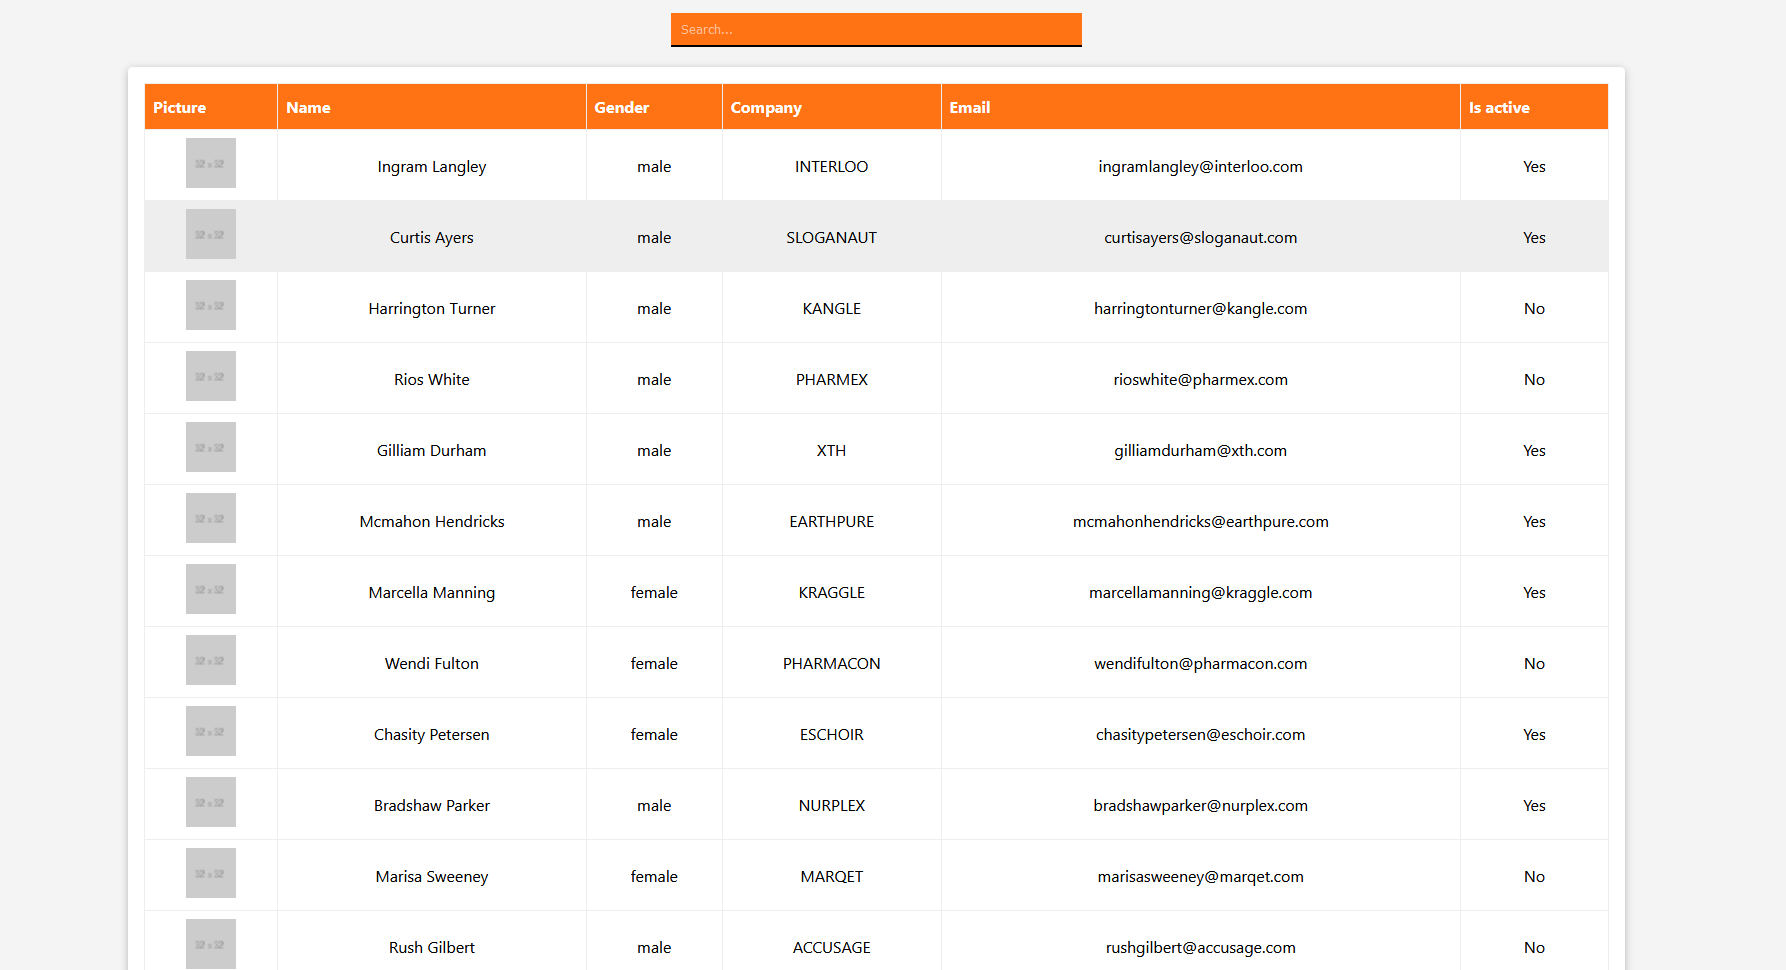 Search...
Picture Name Gender Company Email Is active
32 x 32 Ingram Langley male INTERLOO ingramlangley@interloo.com Yes
32 x 32 Curtis Ayers male SLOGANAUT curtisayers@sloganaut.com Yes
32 x 32 Harrington Turner male KANGLE harringtonturner@kangle.com No
32 x 32 Rios White male PHARMEX rioswhite@pharmex.com No
32 x 32 Gilliam Durham male XTH gilliamdurham@xth.com Yes
32 x 32 Mcmahon Hendricks male EARTHPURE mcmahonhendricks@earthpure.com Yes
32 x 32 Marcella Manning female KRAGGLE marcellamanning@kraggle.com Yes
32 x 32 Wendi Fulton female PHARMACON wendifulton@pharmacon.com No
32 x 32 Chasity Petersen female ESCHOIR chasitypetersen@eschoir.com Yes
32 x 32 Bradshaw Parker male NURPLEX bradshawparker@nurplex.com Yes
32 x 32 Marisa Sweeney female MARQET marisasweeney@marqet.com No
32 x 32 Rush Gilbert male ACCUSAGE rushgilbert@accusage.com No